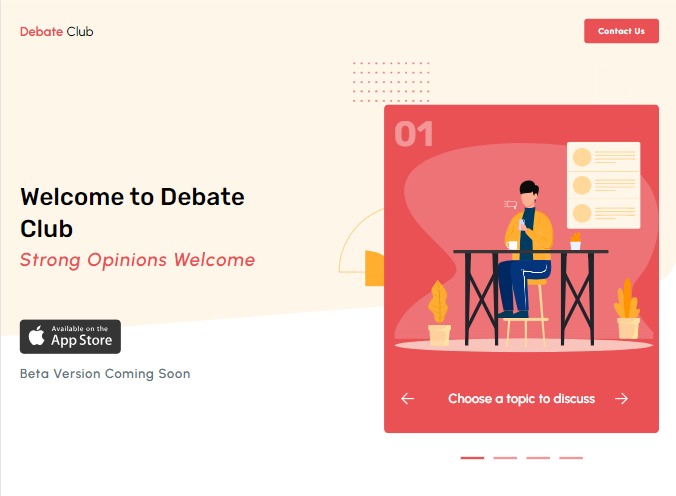 Debate Club
Contact Us
01
Welcome to Debate
Club
Strong Opinions Welcome
Available on the
App Store
Beta Version Coming Soon
Choose a topic to discuss